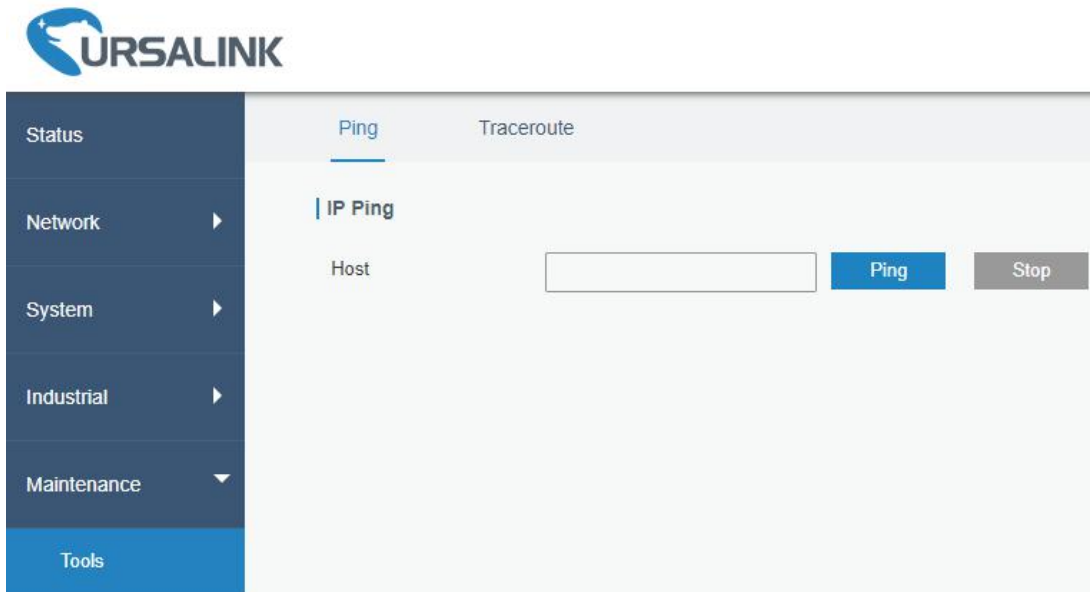 URSALINK
Status
Ping Traceroute
Network
IP Ping
Host Ping Stop
System
Industrial
Maintenance
Tools